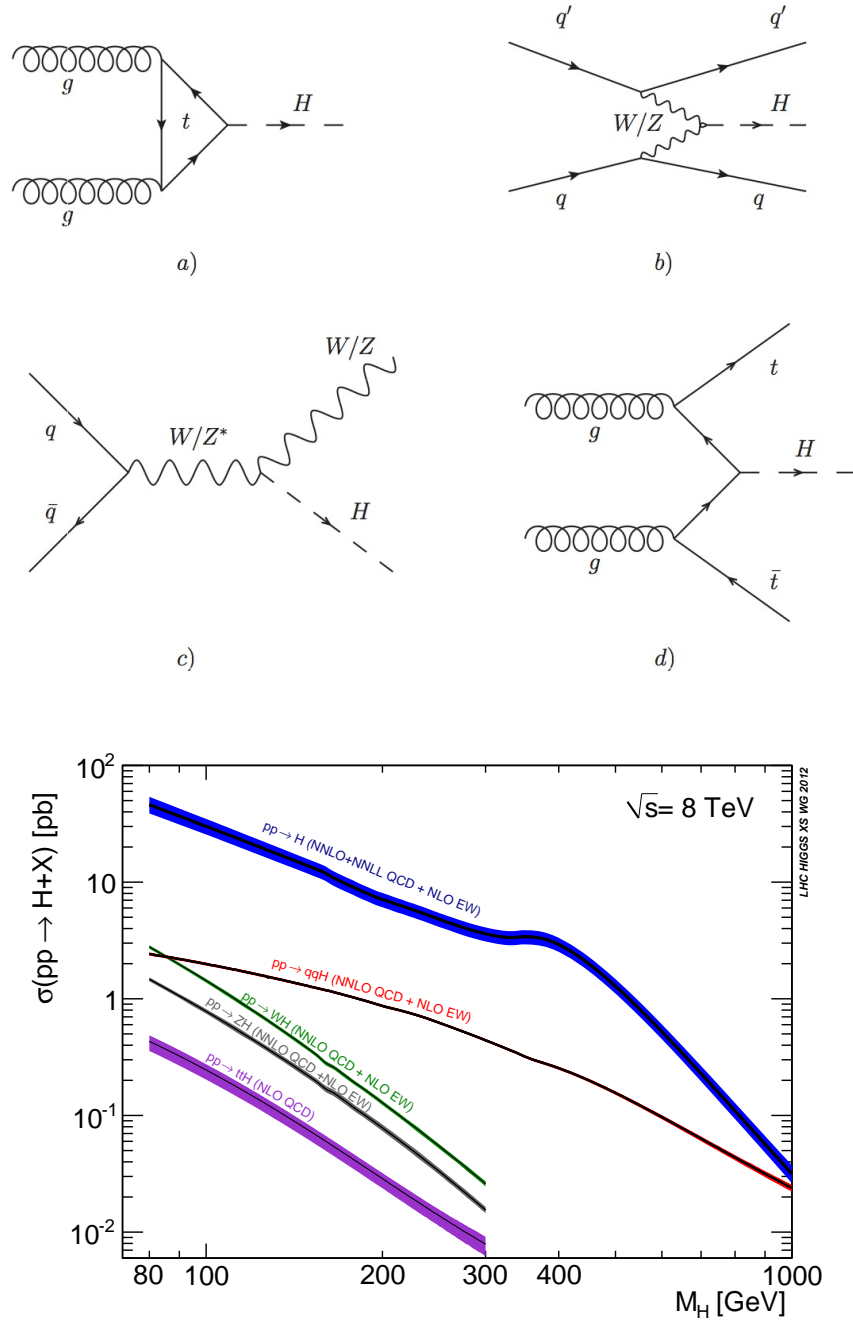 g
t
H
g
a)
q′
q′
W/Z
H
q
q
b)
W/Z
q
W/Z*
q̄
H
c)
t
g
H
g
t̄
d)
σ(pp → H+X) [pb]
10²
10
1
10⁻¹
10⁻²
√s= 8 TeV
LHC HIGGS XS WG 2012
pp → H (NNLO+NNLL QCD + NLO EW)
pp → qqH (NNLO QCD + NLO EW)
pp → WH (NNLO QCD + NLO EW)
pp → ZH (NNLO QCD +NLO EW)
pp → ttH (NLO QCD)
80 100 200 300 400 1000
M_H [GeV]